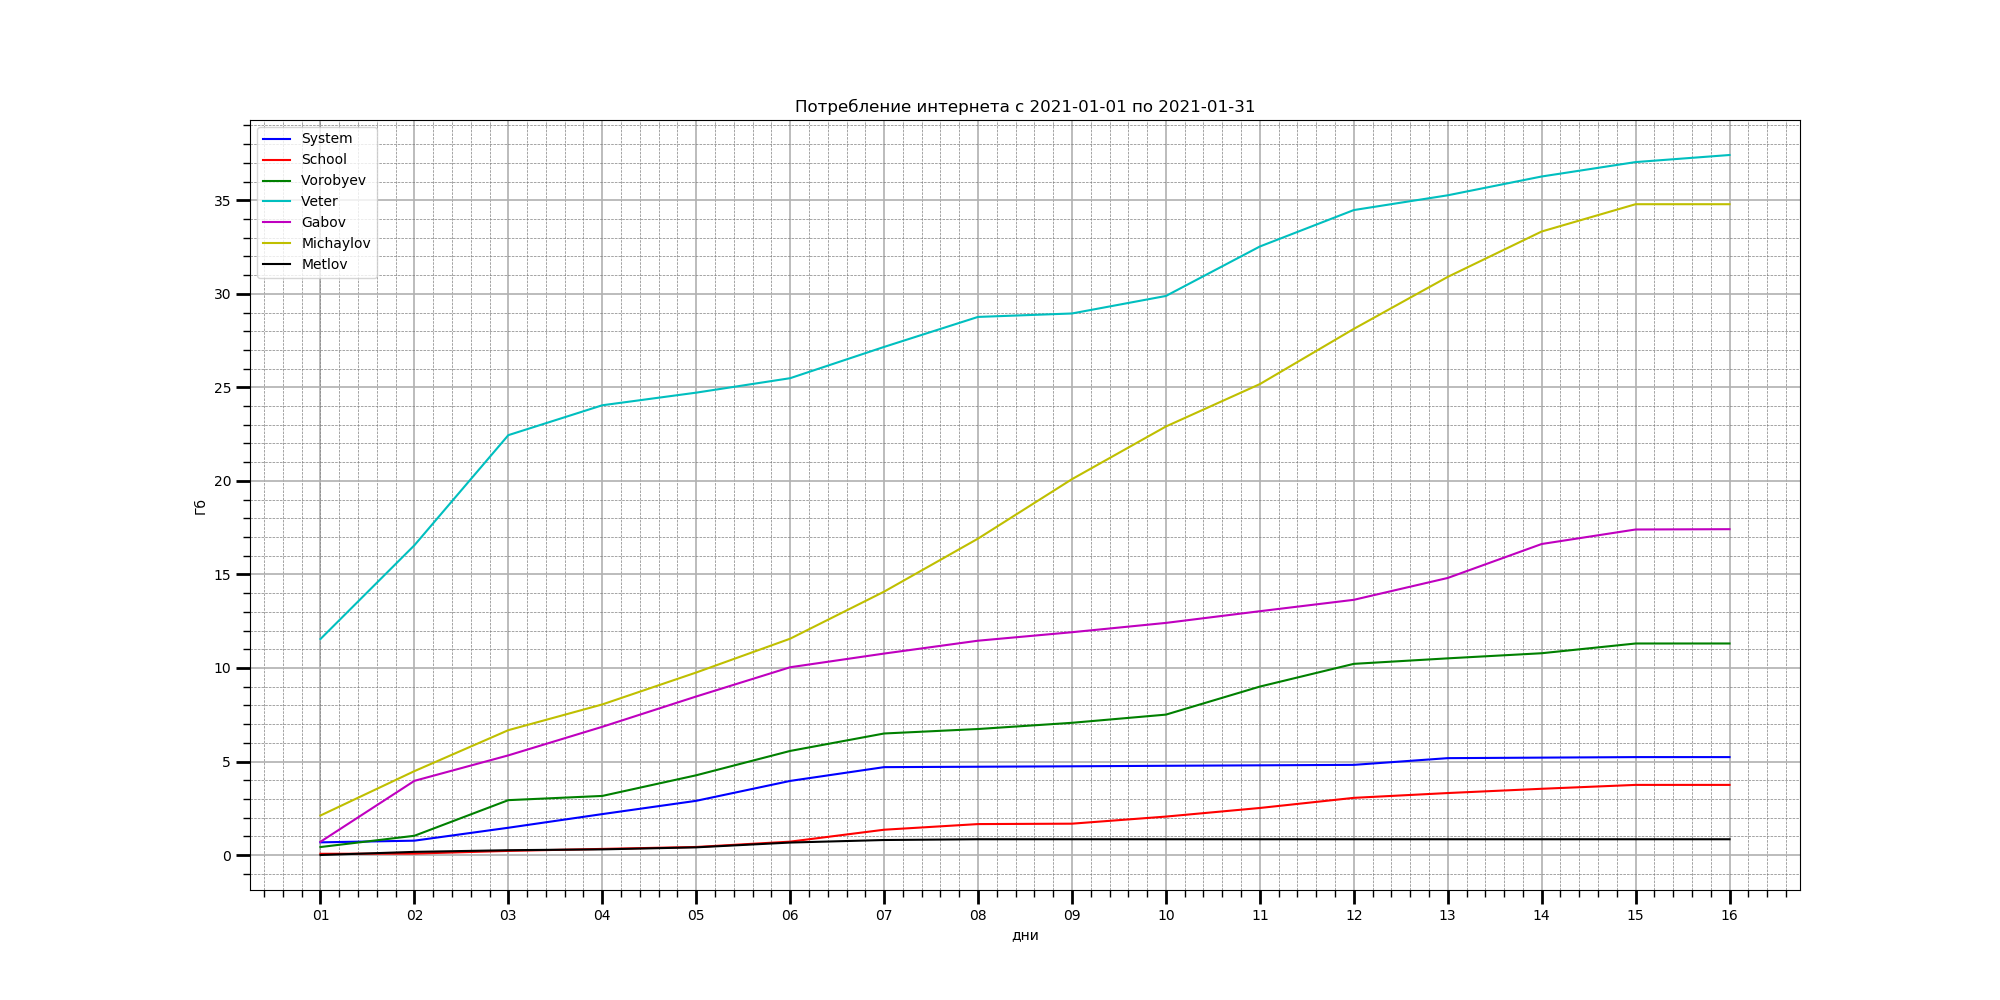 Потребление интернета с 2021-01-01 по 2021-01-31
System
School
Vorobyev
Veter
Gabov
Michaylov
Metlov
35
30
25
20
15
10
5
0
Гб
01 02 03 04 05 06 07 08 09 10 11 12 13 14 15 16
дни